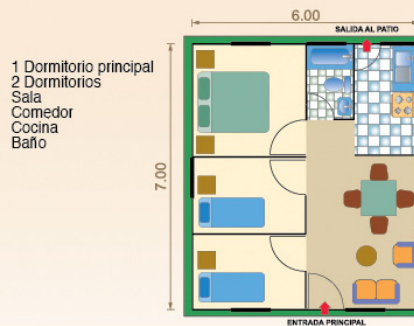 6.00
SALIDA AL PATIO
1 Dormitorio principal
2 Dormitorios
Sala
Comedor
Cocina
Baño
7.00
ENTRADA PRINCIPAL